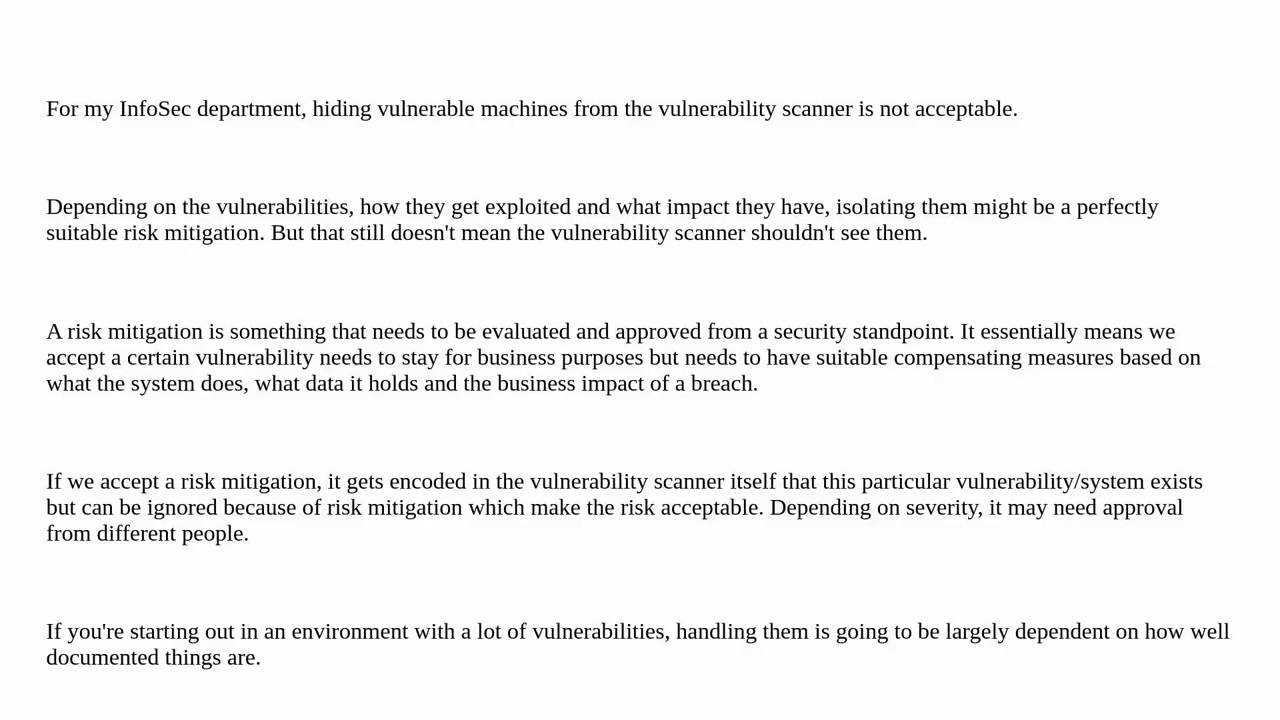 For my InfoSec department, hiding vulnerable machines from the vulnerability scanner is not acceptable.
Depending on the vulnerabilities, how they get exploited and what impact they have, isolating them might be a perfectly
suitable risk mitigation. But that still doesn't mean the vulnerability scanner shouldn't see them.
A risk mitigation is something that needs to be evaluated and approved from a security standpoint. It essentially means we
accept a certain vulnerability needs to stay for business purposes but needs to have suitable compensating measures based on
what the system does, what data it holds and the business impact of a breach.
If we accept a risk mitigation, it gets encoded in the vulnerability scanner itself that this particular vulnerability/system exists
but can be ignored because of risk mitigation which make the risk acceptable. Depending on severity, it may need approval
from different people.
If you're starting out in an environment with a lot of vulnerabilities, handling them is going to be largely dependent on how well
documented things are.